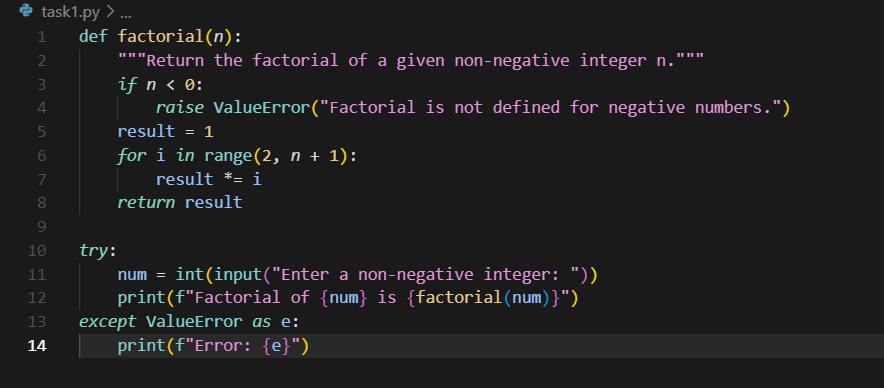 task1.py > ...
1 def factorial(n):
2     """Return the factorial of a given non-negative integer n."""
3     if n < 0:
4         raise ValueError("Factorial is not defined for negative numbers.")
5     result = 1
6     for i in range(2, n + 1):
7         result *= i
8     return result
9
10 try:
11     num = int(input("Enter a non-negative integer: "))
12     print(f"Factorial of {num} is {factorial(num)}")
13 except ValueError as e:
14     print(f"Error: {e}")